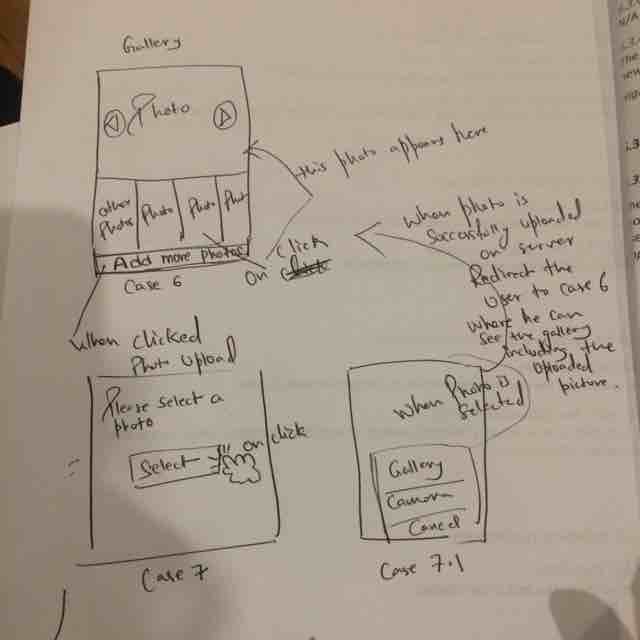 Gallery
Photo
other
Photos
Photo
Photo
Photo
Add more photos
Case 6
this photo appears here
On click
when photo is
successfully uploaded
on server
Redirect the
user to case 6
where he can
see the gallery
including the
uploaded
picture.
when clicked
Photo Upload
Please select a
photo
Select
on click
Case 7
when Photo is
selected
Gallery
Camera
Cancel
Case 7.1